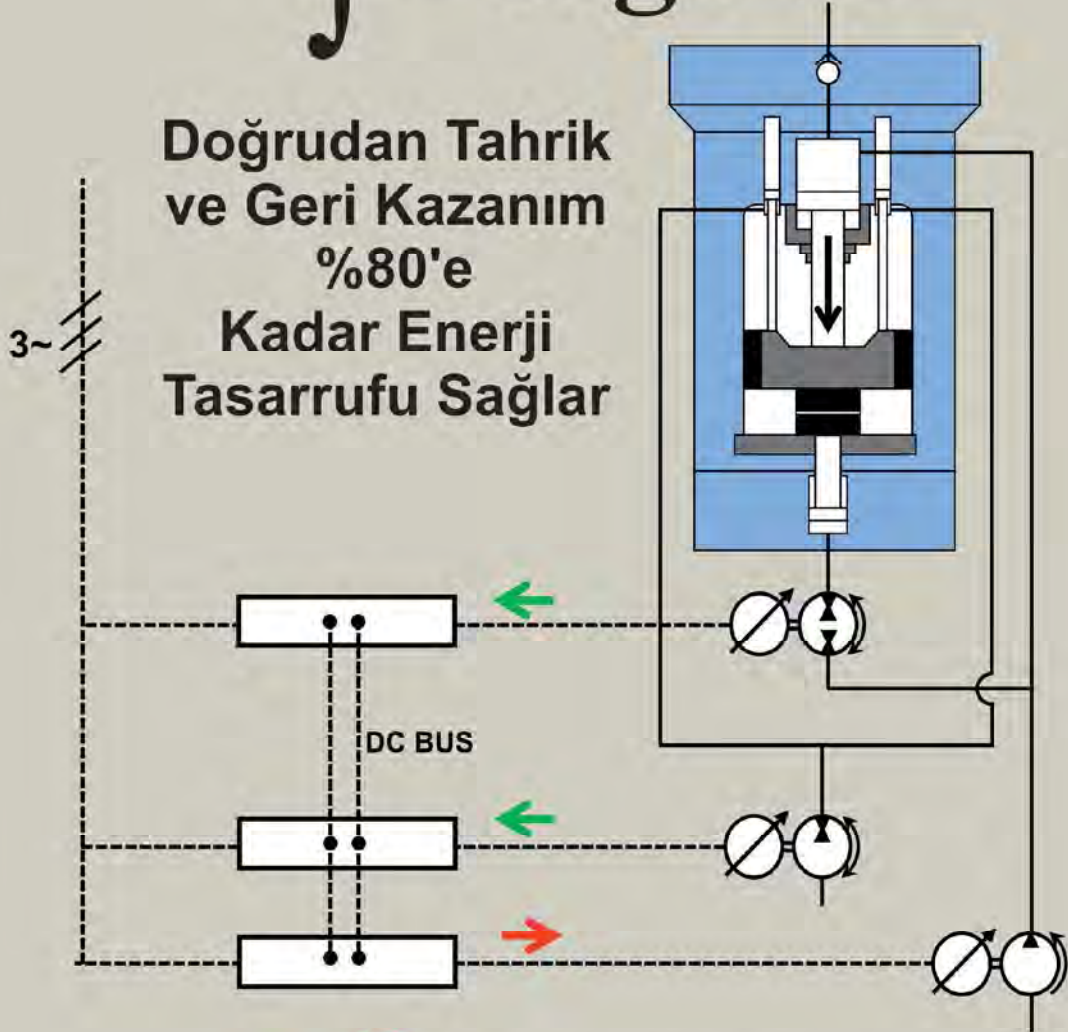 Doğrudan Tahrik
ve Geri Kazanım
%80'e
Kadar Enerji
Tasarrufu Sağlar
3~
DC BUS